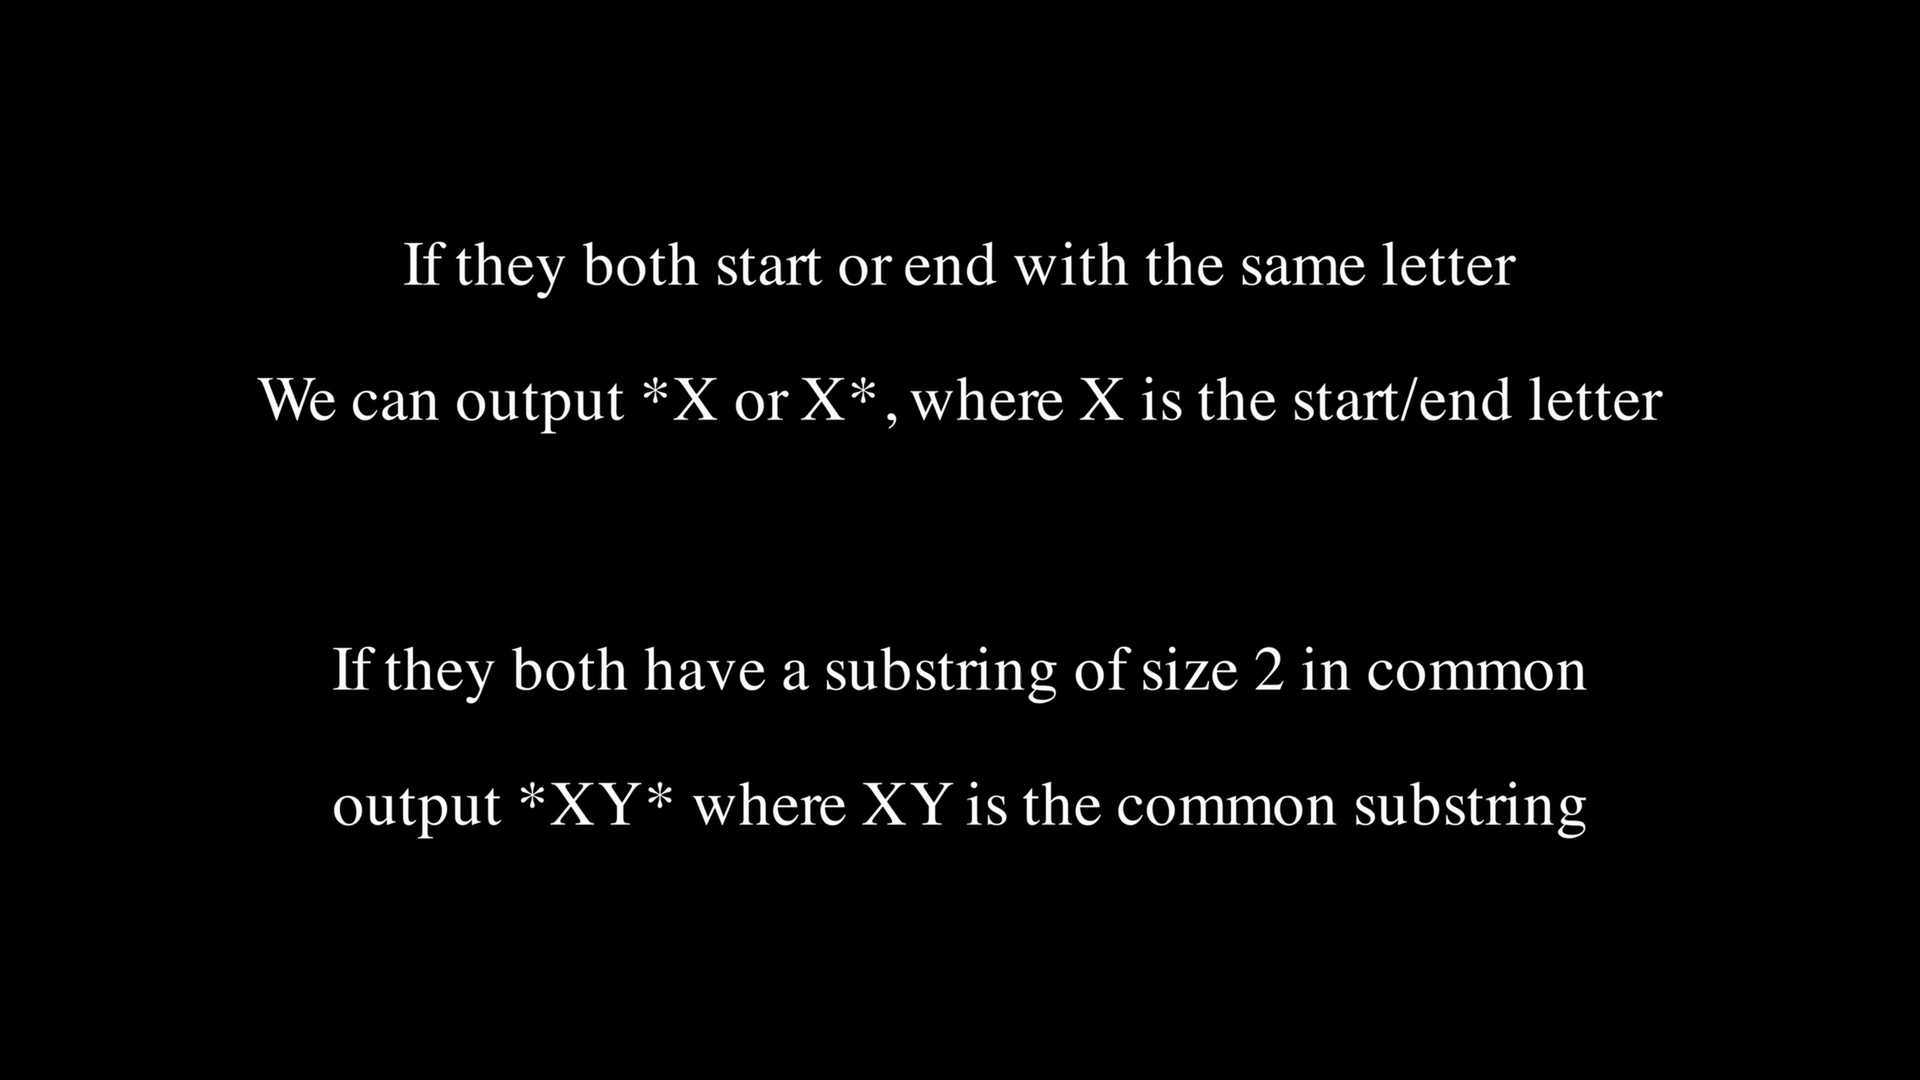 If they both start or end with the same letter
We can output *X or X*, where X is the start/end letter
If they both have a substring of size 2 in common
output *XY* where XY is the common substring